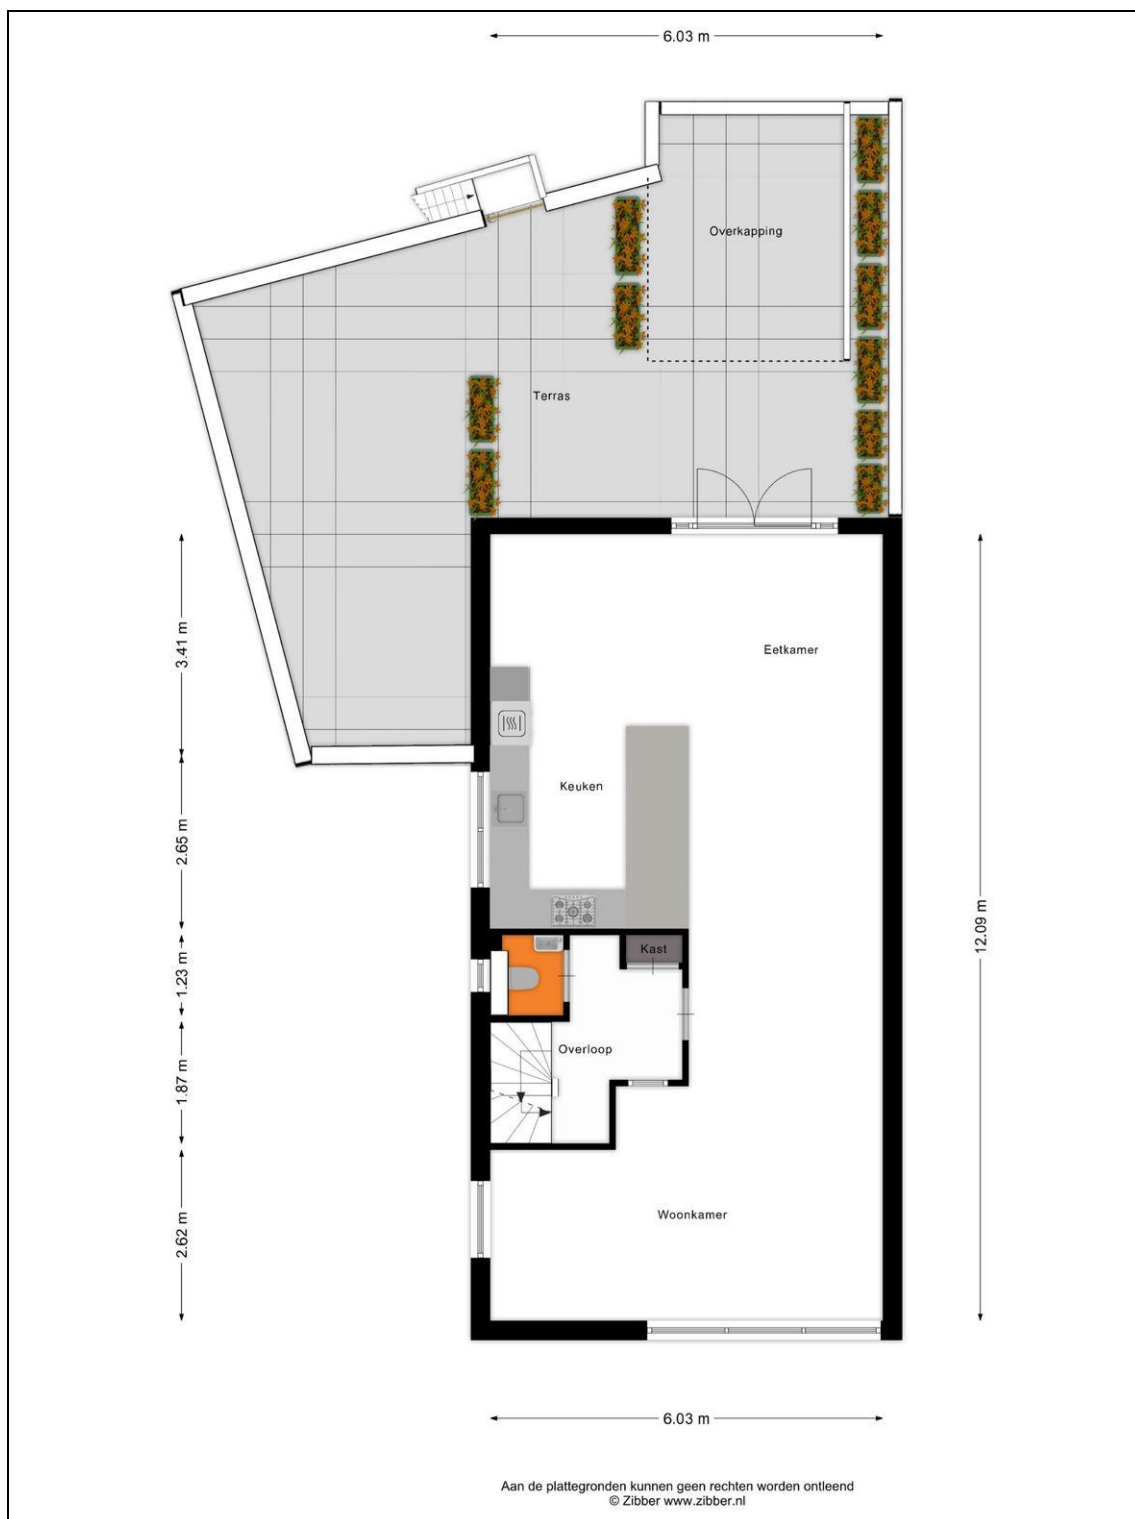 6.03 m
Overkapping
Terras
3.41 m
Eetkamer
Keuken
2.65 m
12.09 m
1.23 m
Kast
Overloop
1.87 m
Woonkamer
2.62 m
6.03 m
Aan de plattegronden kunnen geen rechten worden ontleend
© Zibber www.zibber.nl